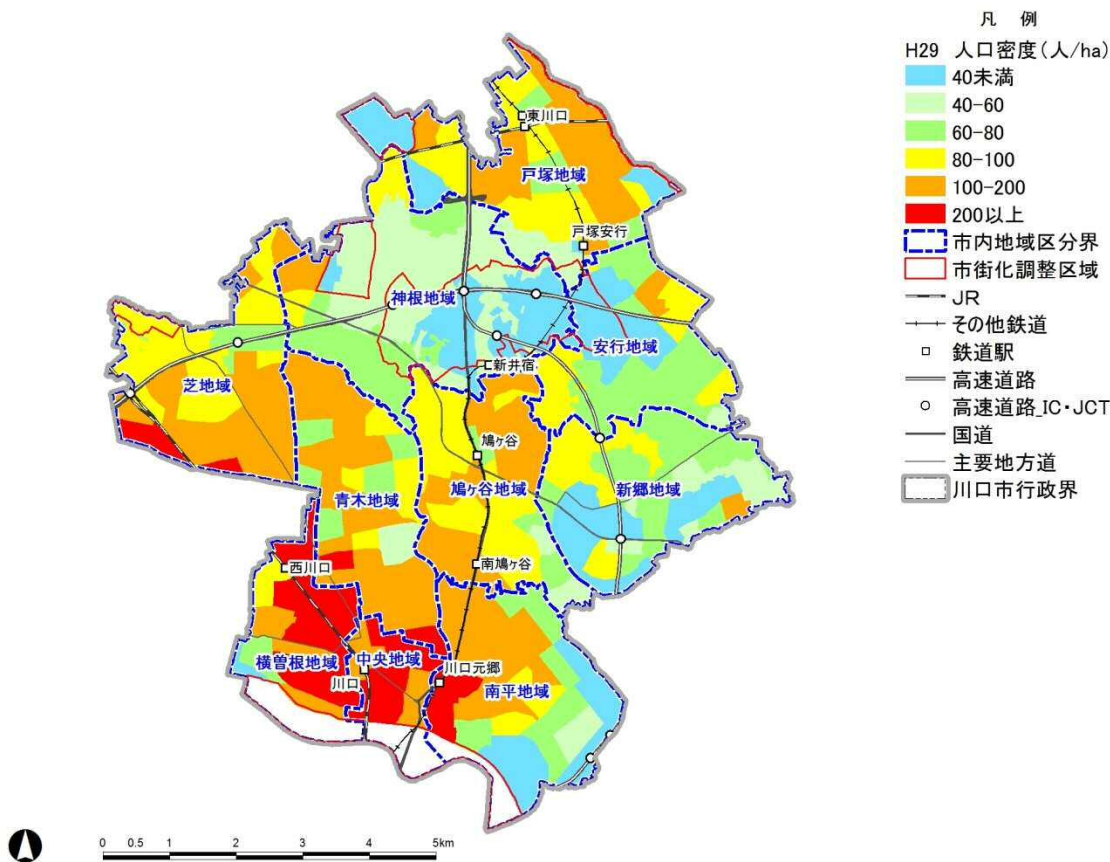 凡 例
H29 人口密度(人/ha)
40未満
40-60
60-80
80-100
100-200
200以上
市内地域区分界
市街化調整区域
JR
その他鉄道
鉄道駅
高速道路
高速道路_IC・JCT
国道
主要地方道
川口市行政界
東川口
戸塚地域
戸塚安行
神根地域
安行地域
新井宿
芝地域
鳩ヶ谷
青木地域
鳩ヶ谷地域
新郷地域
西川口
南鳩ヶ谷
横曽根地域
中央地域
川口元郷
川口
南平地域
0 0.5 1 2 3 4 5km